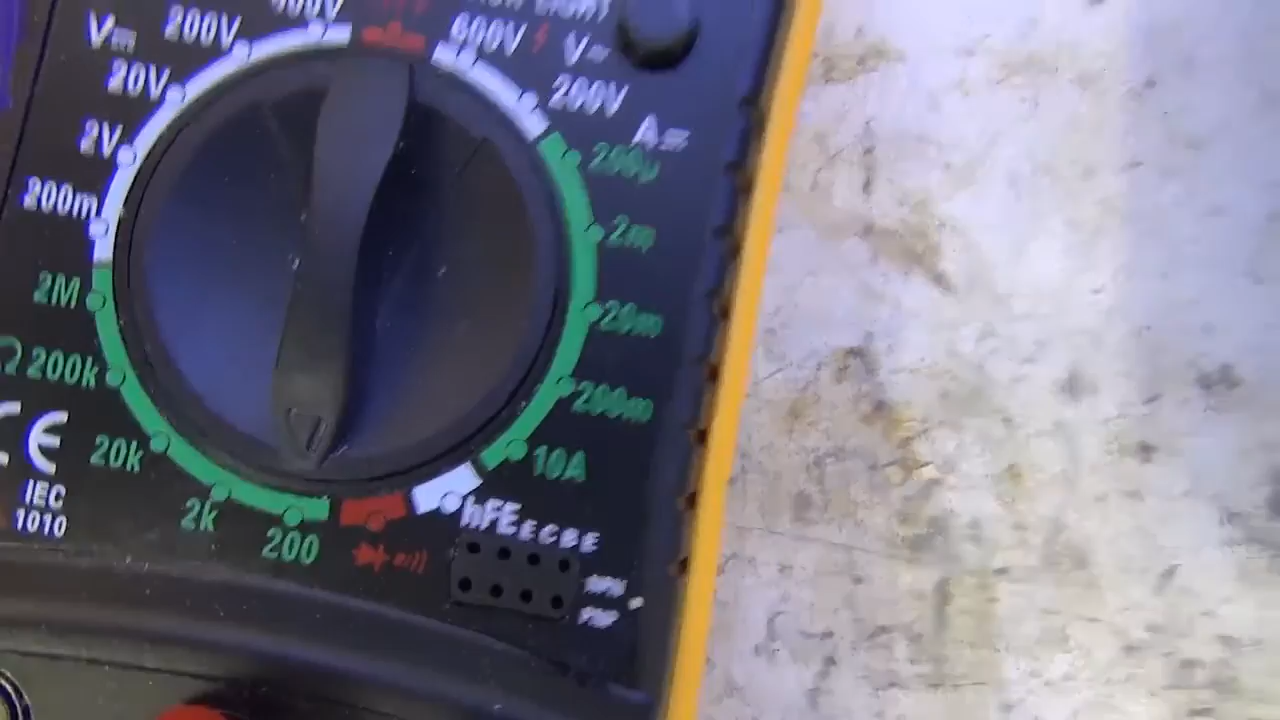 V⎓
200V
600V
V~
20V
200V
2V
A⎓
200µ
200m
2m
2M
20m
Ω
200k
200m
CE
20k
10A
IEC
1010
2k
200
hFE
E C B E
NPN
PNP